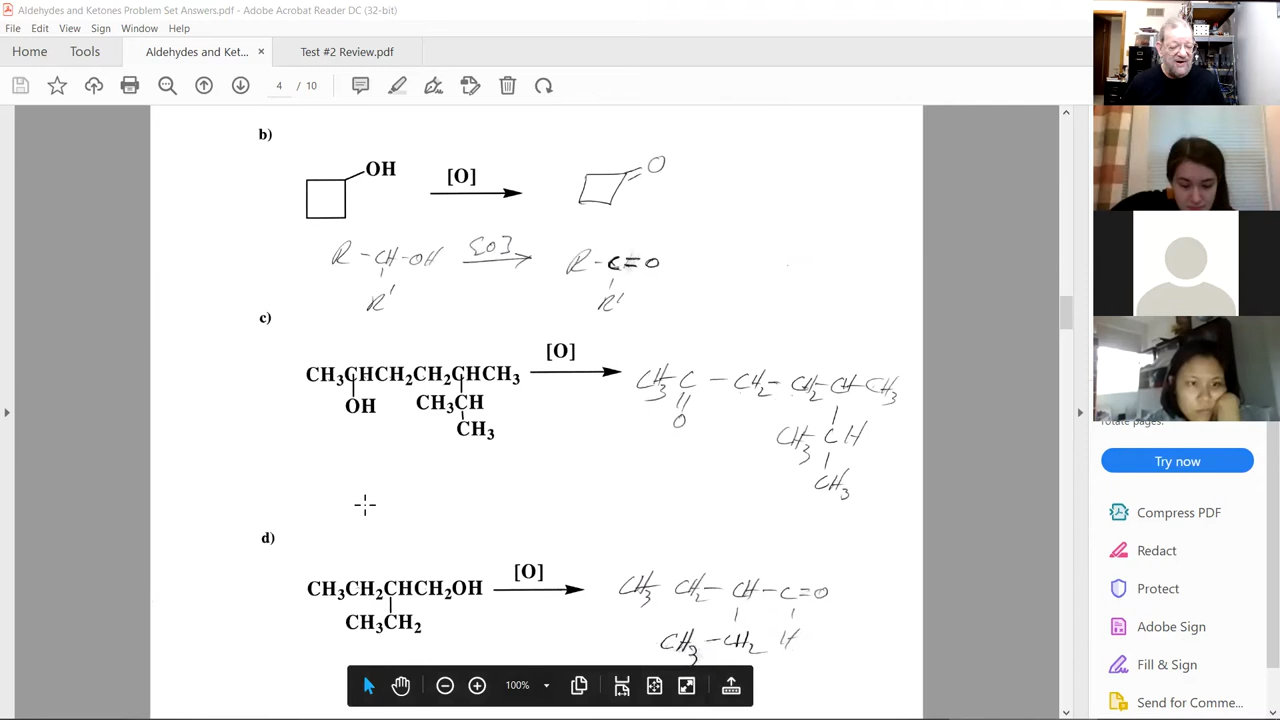 Aldehydes and Ketones Problem Set Answers.pdf - Adobe Acrobat Reader DC (32-bit)
File Edit View Sign Window Help
Home Tools Aldehydes and Ket... × Test #2 Review.pdf
4 / 10
b)
OH
[O]
O
R-CH-OH [O] R-C=O
R' R'
c)
[O]
CH3CHCH2CH2CHCH3 CH3 C - CH2 - CH2 CH - CH3
OH CH3CH O CH3 CH
CH3 CH3
d)
[O]
CH3CH2CHCH2OH CH3 CH2 - CH - C=O
CH3CH2 CH3 - CH2 H
100%
rotate pages.
Try now
Compress PDF
Redact
Protect
Adobe Sign
Fill & Sign
Send for Comme...